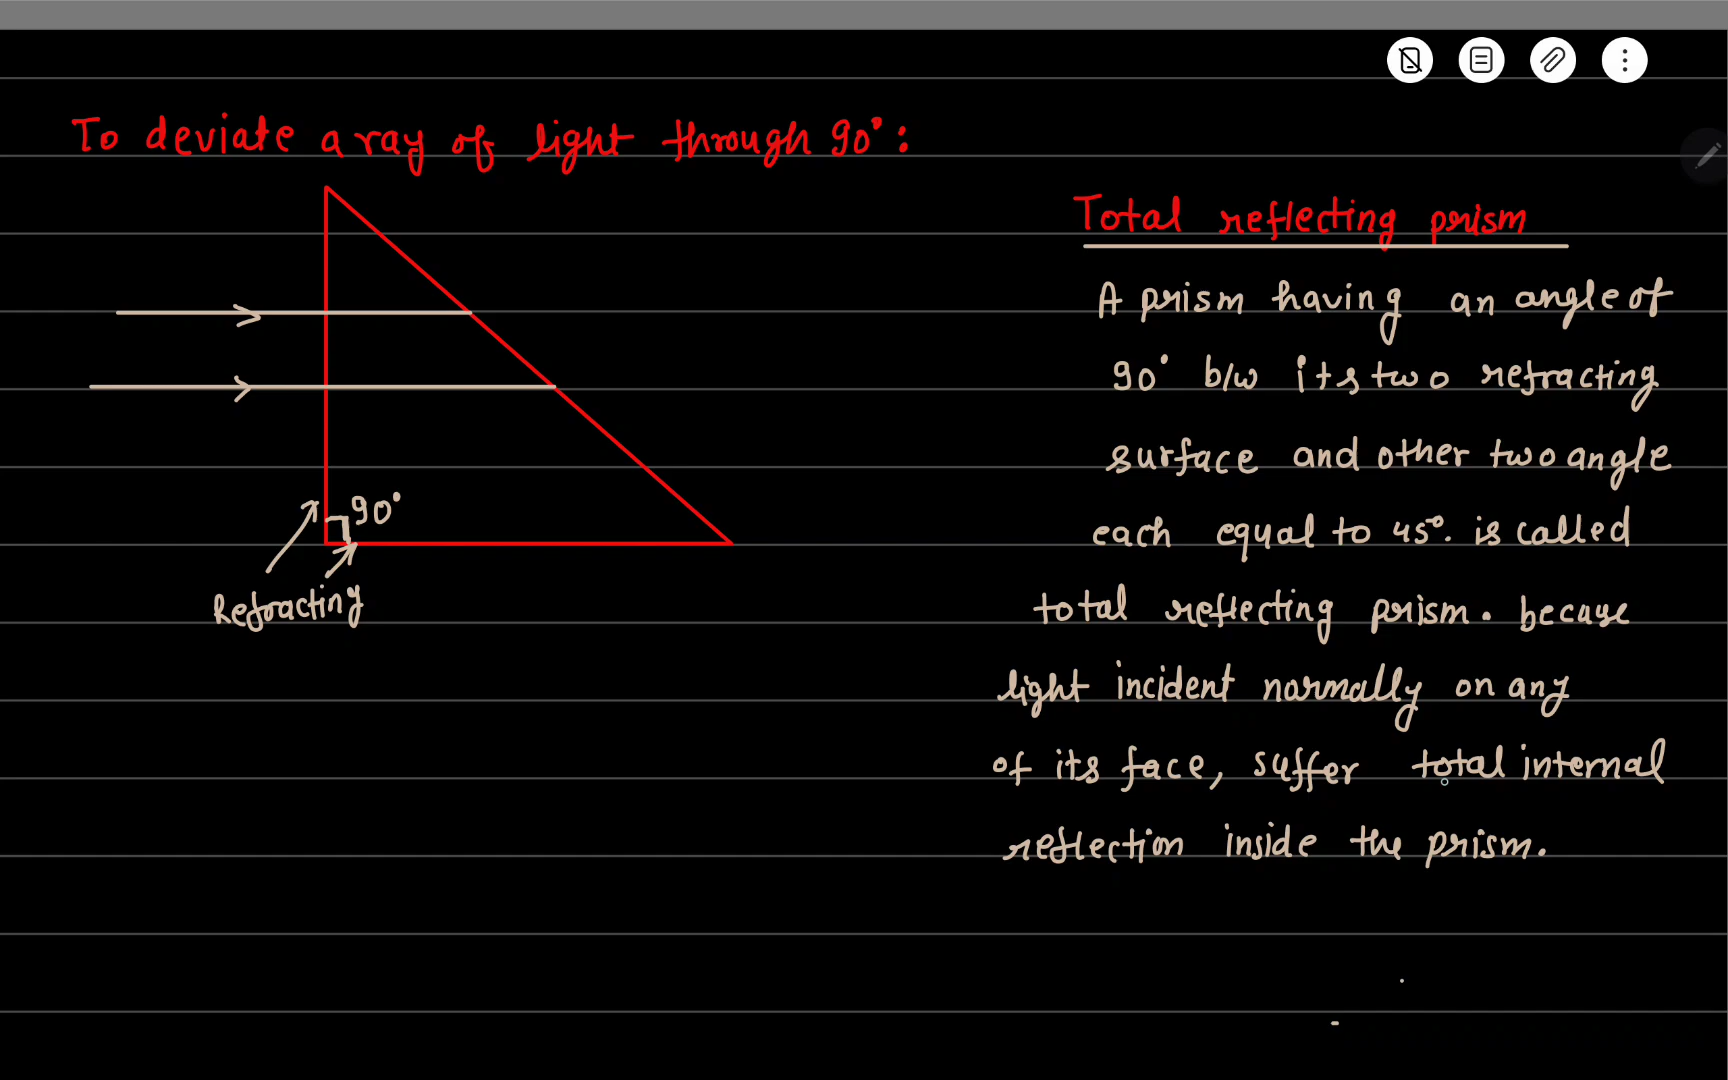 To deviate a ray of light through 90°:
Total reflecting prism
A prism having an angle of
90° b/w its two refracting
surface and other two angle
each equal to 45°. is called
total reflecting prism. because
light incident normally on any
of its face, suffer total internal
reflection inside the prism.
90°
Refracting